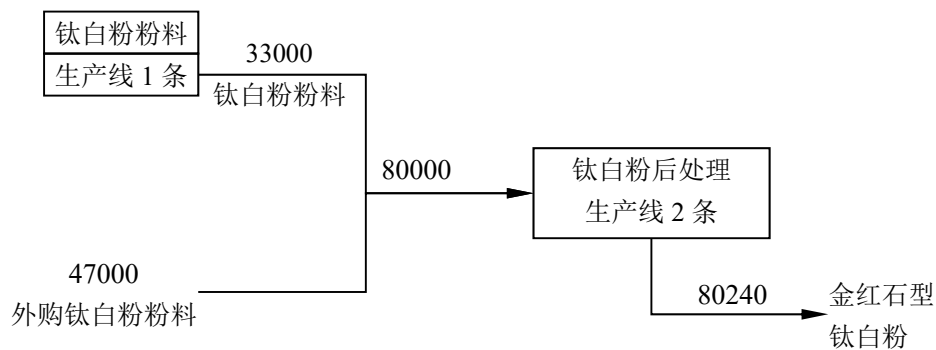 钛白粉粉料
生产线 1 条
33000
钛白粉粉料
80000
钛白粉后处理
生产线 2 条
47000
外购钛白粉粉料
80240
金红石型
钛白粉